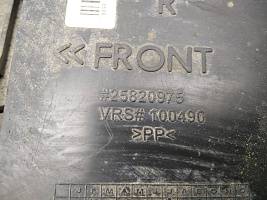 R
<<FRONT
#25820975
VRS# 100490
>PP<
J F M A M J J A S O N D